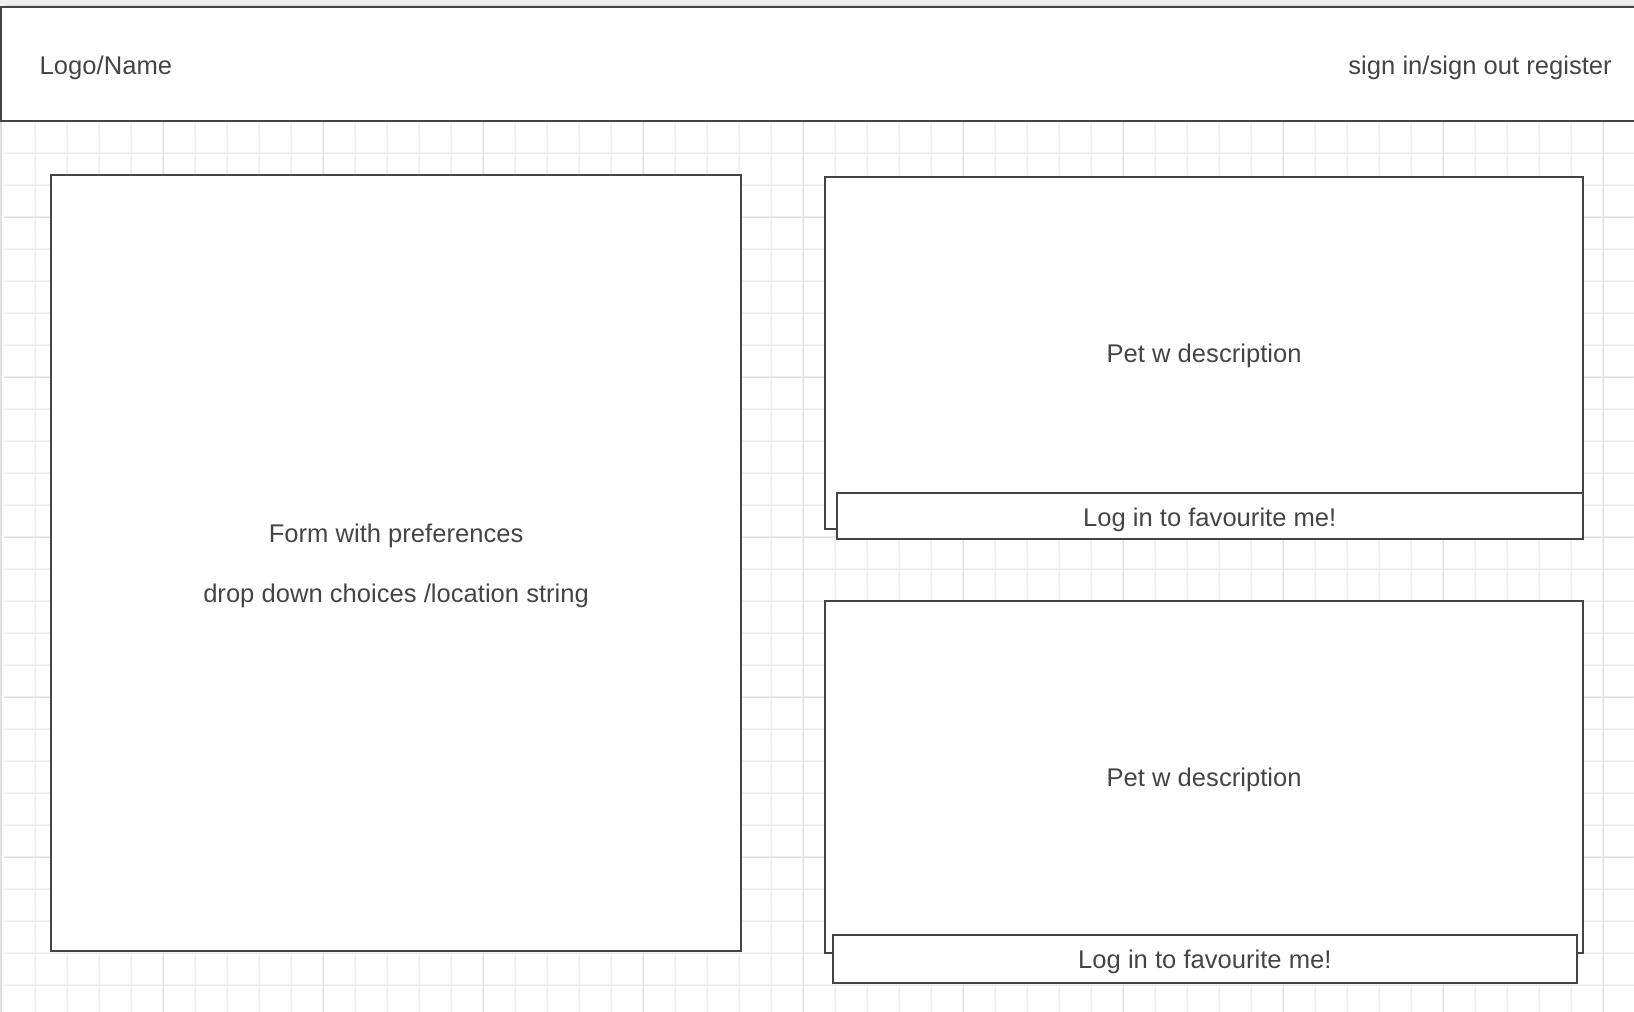 Logo/Name
sign in/sign out register
Form with preferences
drop down choices /location string
Pet w description
Log in to favourite me!
Pet w description
Log in to favourite me!